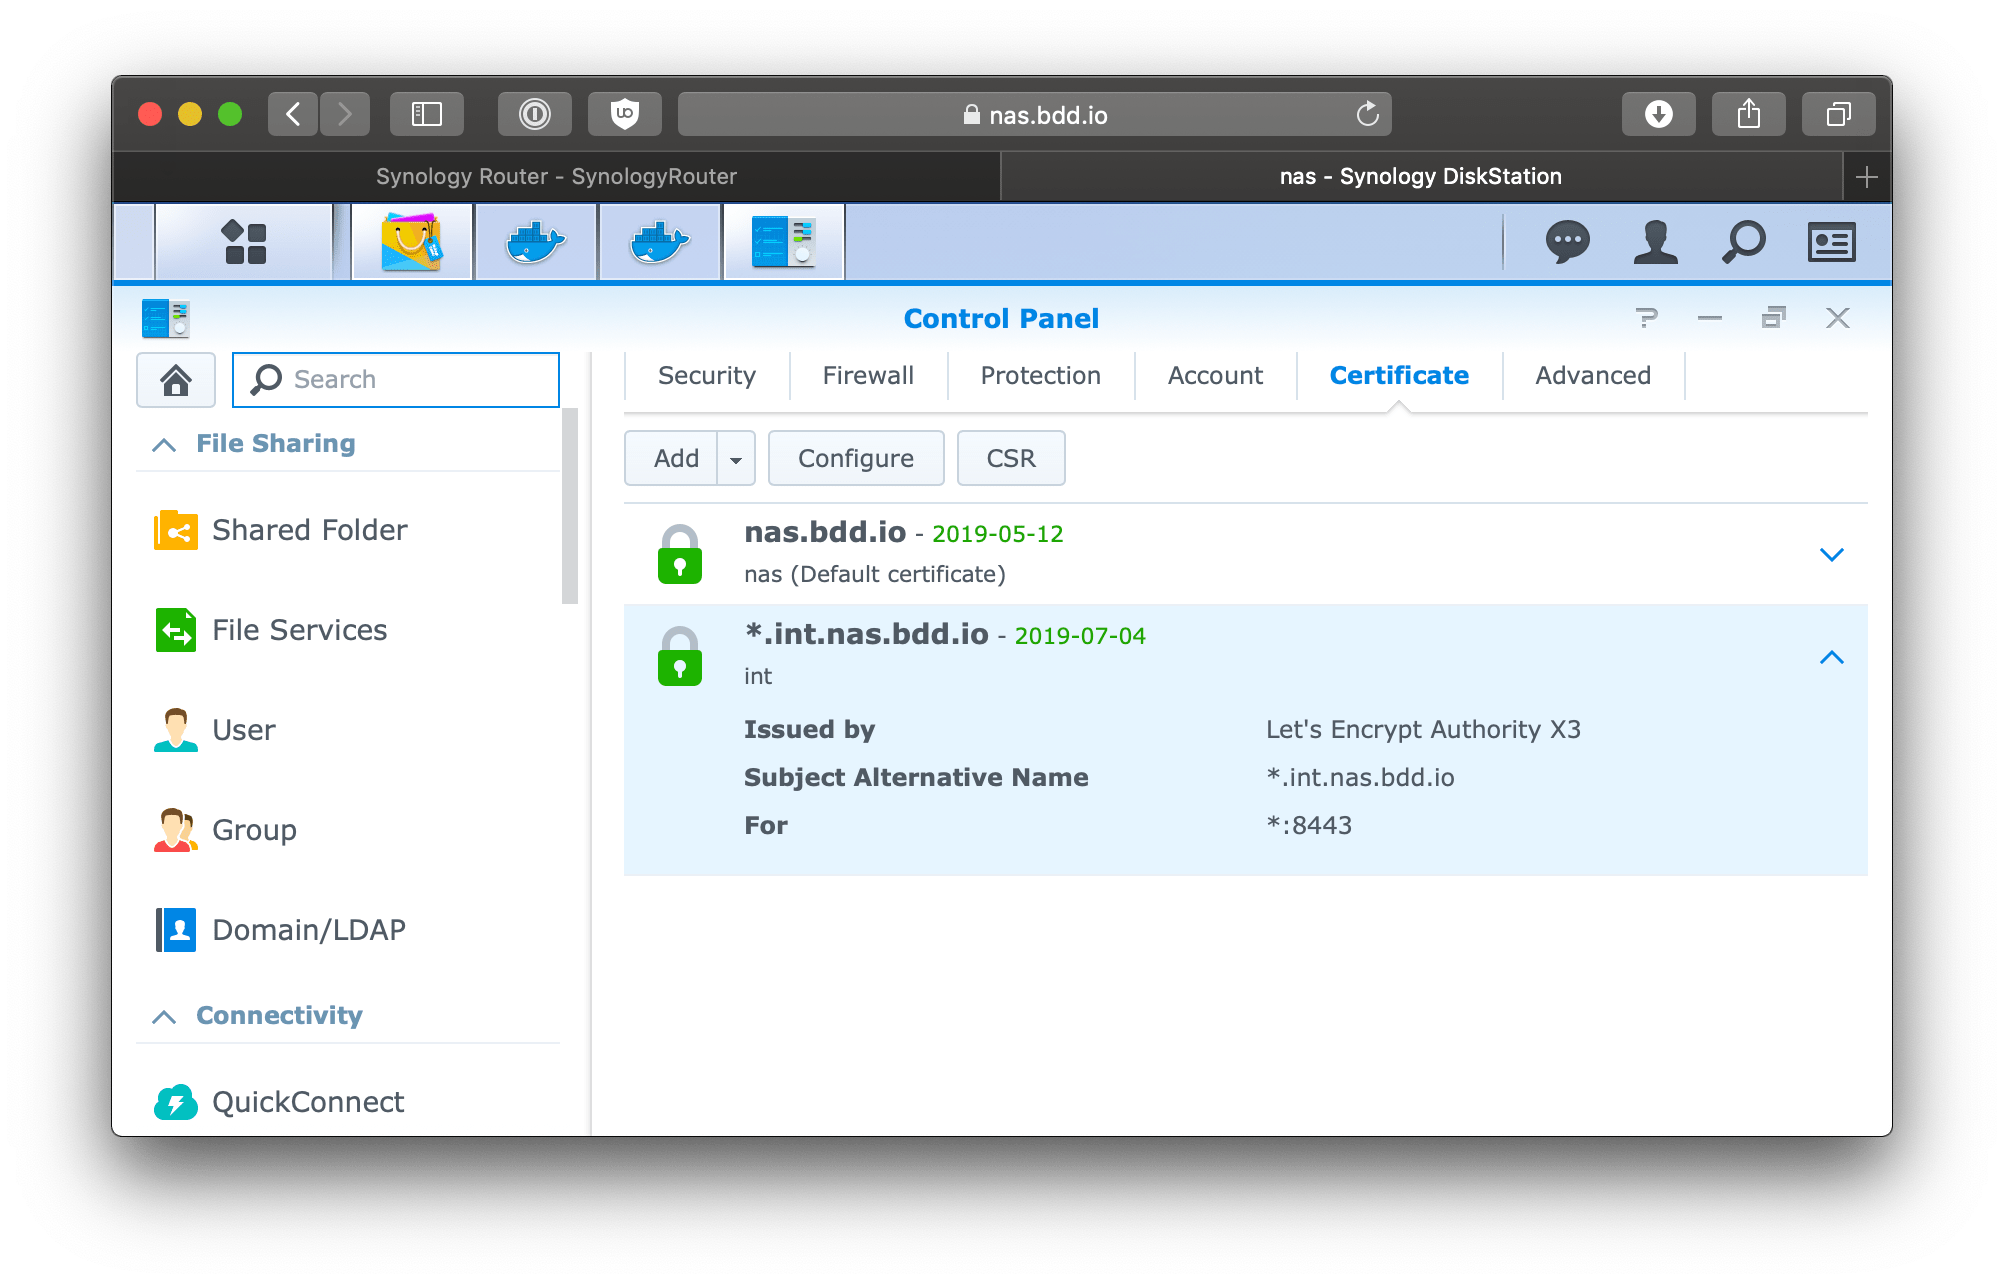 nas.bdd.io
Synology Router - SynologyRouter
nas - Synology DiskStation
Control Panel
Search
Security
Firewall
Protection
Account
Certificate
Advanced
File Sharing
Shared Folder
File Services
User
Group
Domain/LDAP
Connectivity
QuickConnect
Add
Configure
CSR
nas.bdd.io - 2019-05-12
nas (Default certificate)
*.int.nas.bdd.io - 2019-07-04
int
Issued by Let's Encrypt Authority X3
Subject Alternative Name *.int.nas.bdd.io
For *:8443